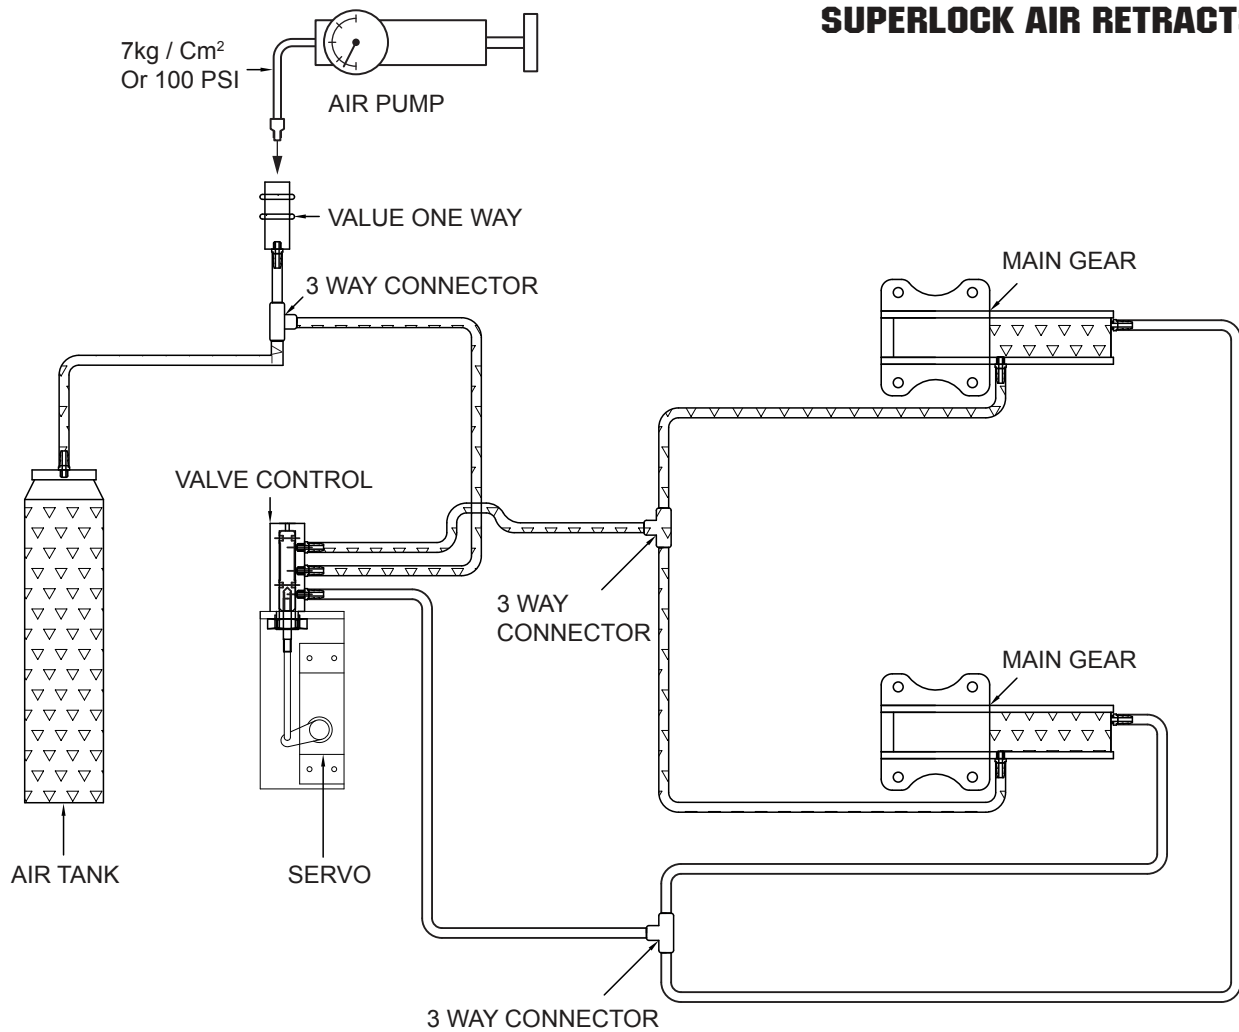 SUPERLOCK AIR RETRACT
7kg / Cm²
Or 100 PSI
AIR PUMP
VALUE ONE WAY
3 WAY CONNECTOR
MAIN GEAR
VALVE CONTROL
3 WAY
CONNECTOR
MAIN GEAR
AIR TANK
SERVO
3 WAY CONNECTOR